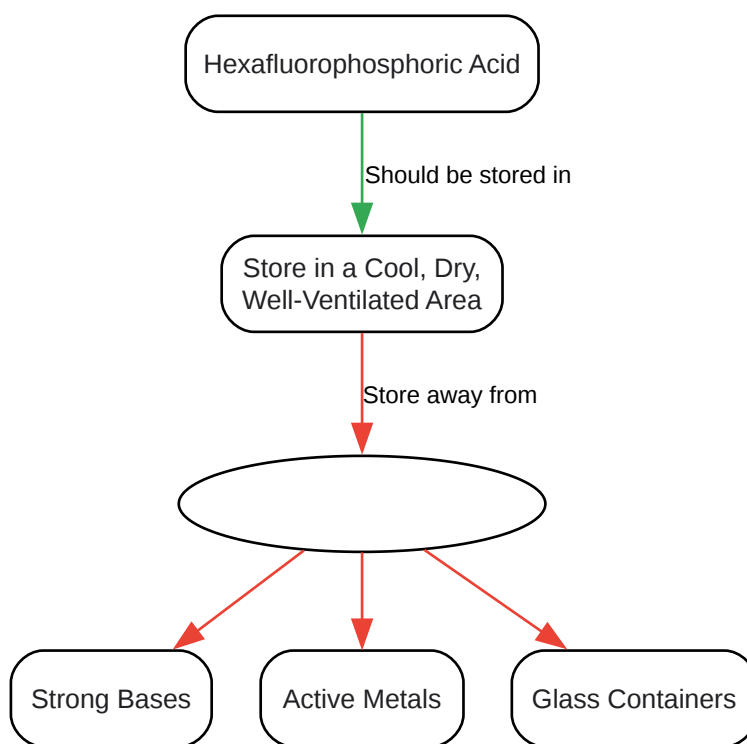 Hexafluorophosphoric Acid
Should be stored in
Store in a Cool, Dry,
Well-Ventilated Area
Store away from
Strong Bases
Active Metals
Glass Containers